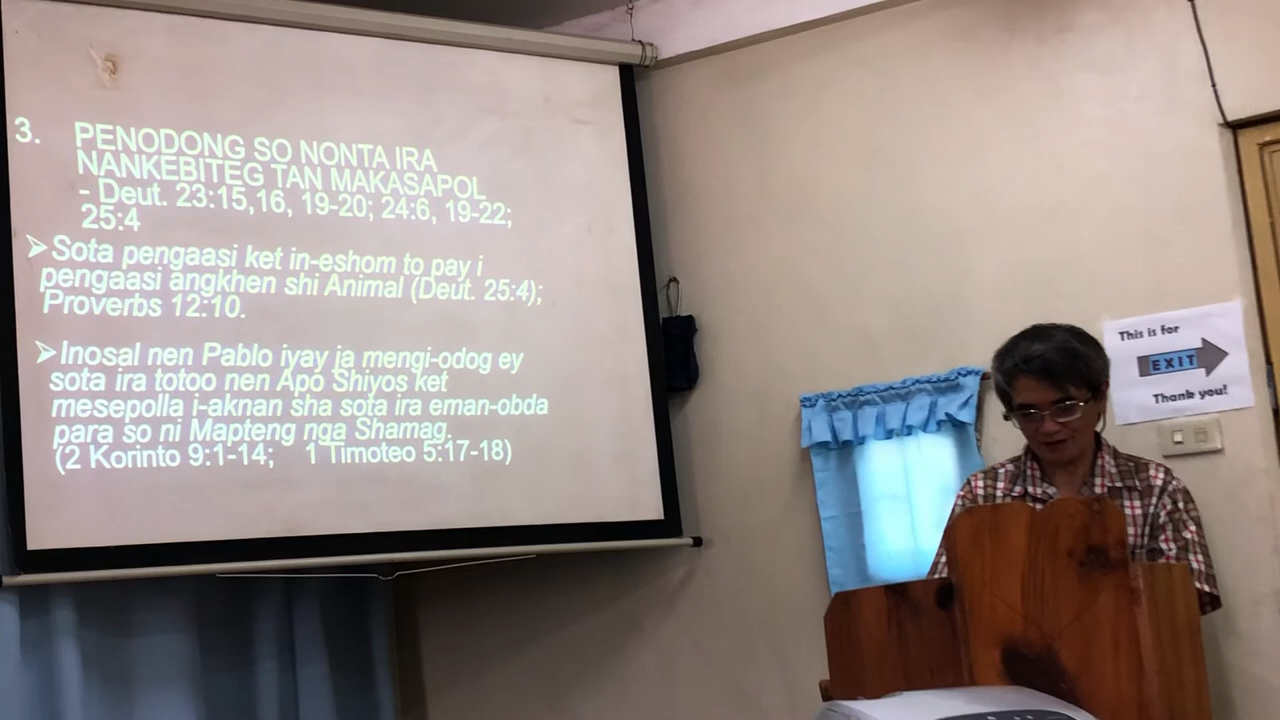 3. PENODONG SO NONTA IRA
NANKEBITEG TAN MAKASAPOL
- Deut. 23:15,16, 19-20; 24:6, 19-22;
25:4
➢Sota pengaasi ket in-eshom to pay i
pengaasi angkhen shi Animal (Deut. 25:4);
Proverbs 12:10.
➢Inosal nen Pablo iyay ja mengi-odog ey
sota ira totoo nen Apo Shiyos ket
mesepolla i-aknan sha sota ira eman-obda
para so ni Mapteng nga Shamag.
(2 Korinto 9:1-14; 1 Timoteo 5:17-18)
This is for
EXIT
Thank you!